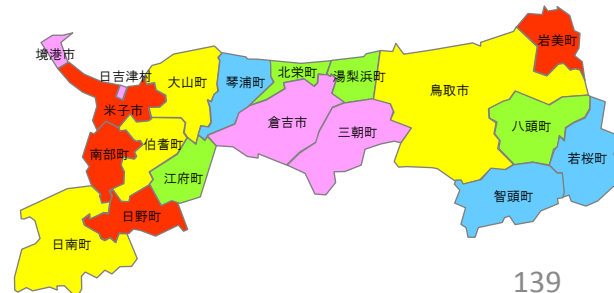 岩美町
境港市
日吉津村
大山町
琴浦町
北栄町
湯梨浜町
鳥取市
米子市
倉吉市
三朝町
八頭町
伯耆町
南部町
若桜町
江府町
智頭町
日野町
日南町
139